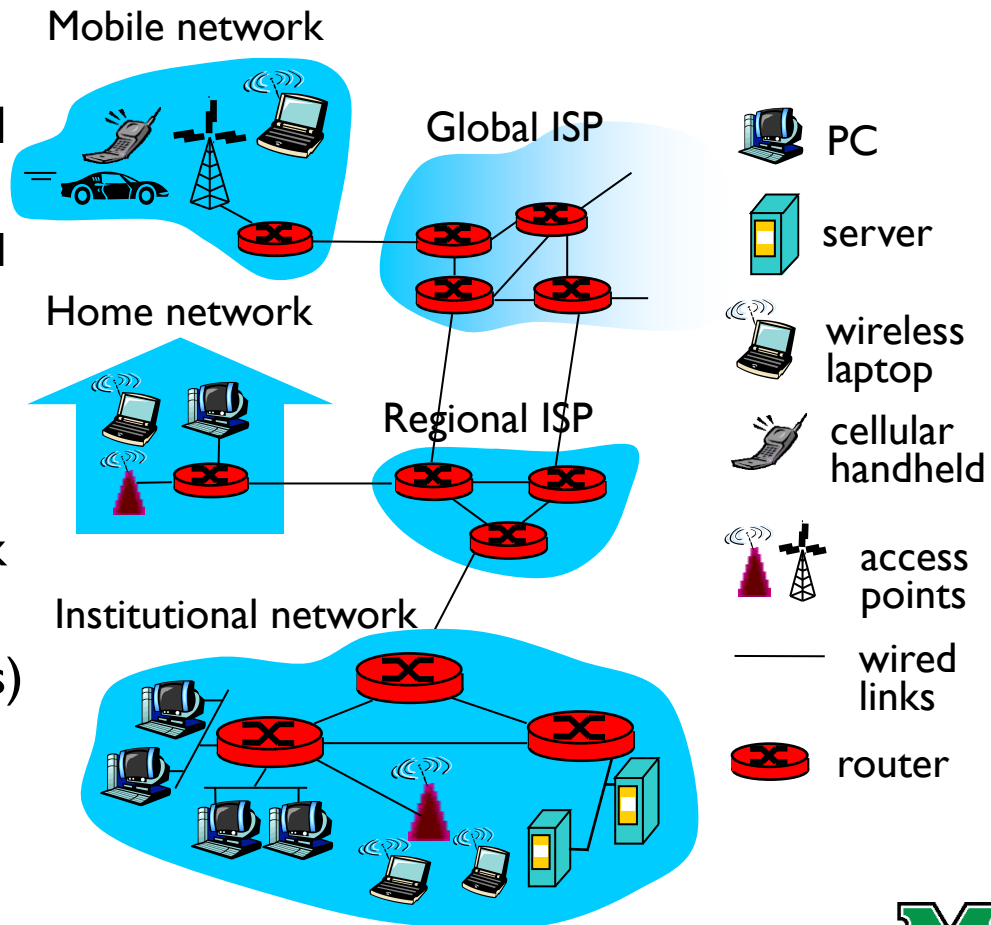 Mobile network
Global ISP
Home network
Regional ISP
Institutional network
s)
PC
server
wireless
laptop
cellular
handheld
access
points
wired
links
router